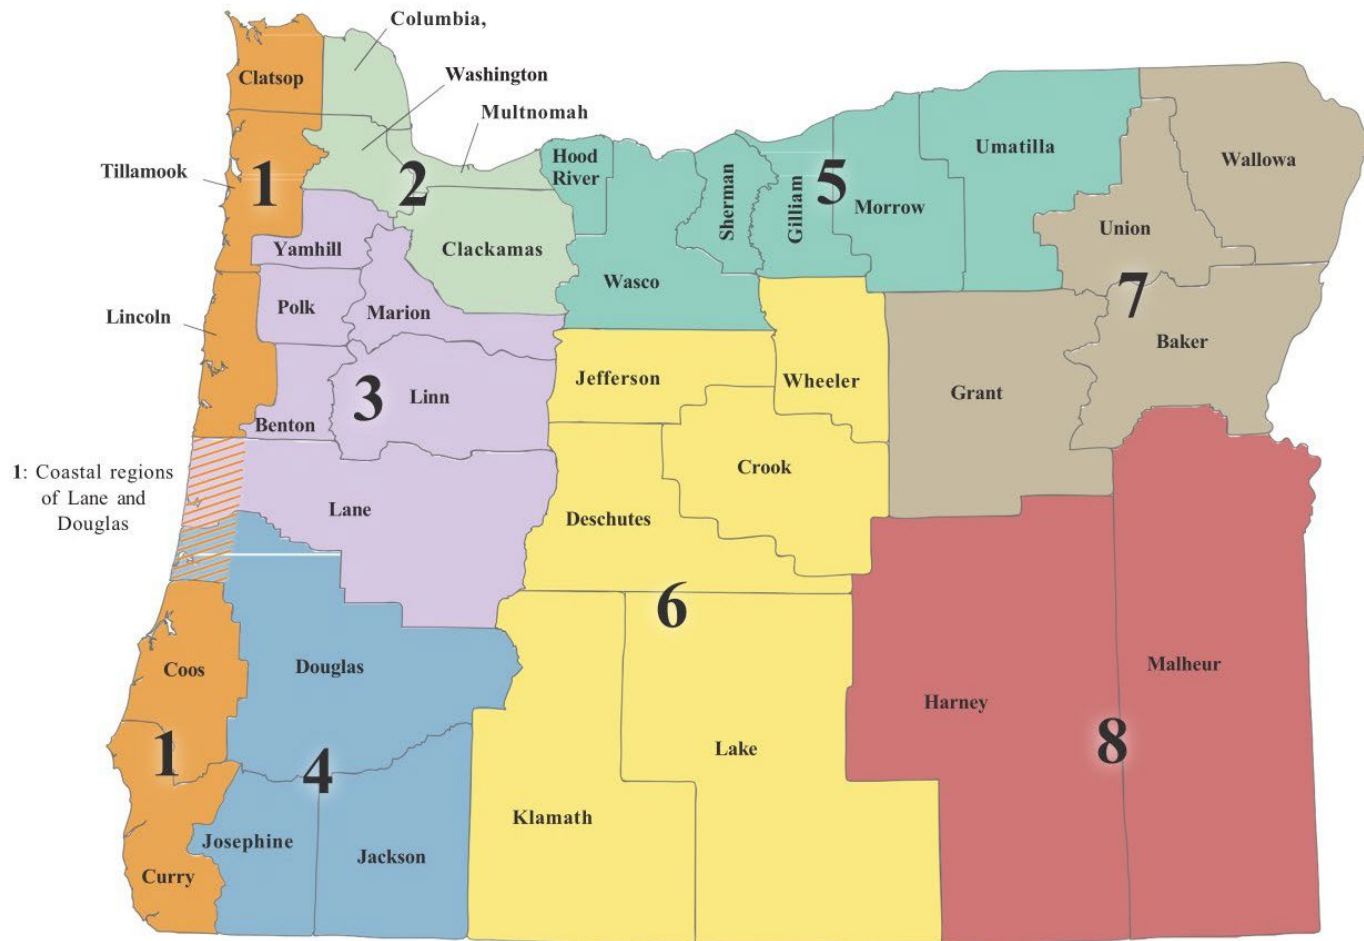 Columbia,
Washington
Multnomah
Clatsop
Tillamook
1
2
Hood
River
Sherman
Gilliam
5
Morrow
Umatilla
Wallowa
Union
Yamhill
Clackamas
Wasco
7
Lincoln
Polk
Marion
Baker
Jefferson
Wheeler
Grant
3
Linn
Benton
1: Coastal regions
of Lane and
Douglas
Lane
Crook
Deschutes
6
Coos
Douglas
Malheur
Harney
1
4
Lake
8
Klamath
Josephine
Jackson
Curry